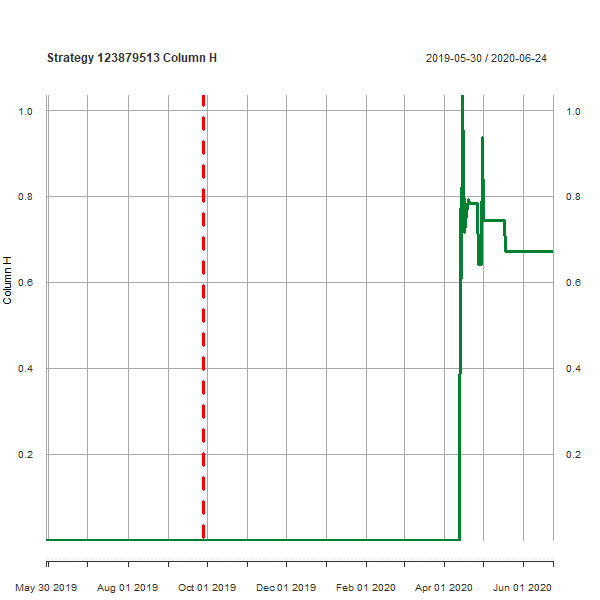 Strategy 123879513 Column H 2019-05-30 / 2020-06-24
1.0 1.0
0.8 0.8
0.6 0.6
0.4 0.4
0.2 0.2
Column H
May 30 2019 Aug 01 2019 Oct 01 2019 Dec 01 2019 Feb 01 2020 Apr 01 2020 Jun 01 2020